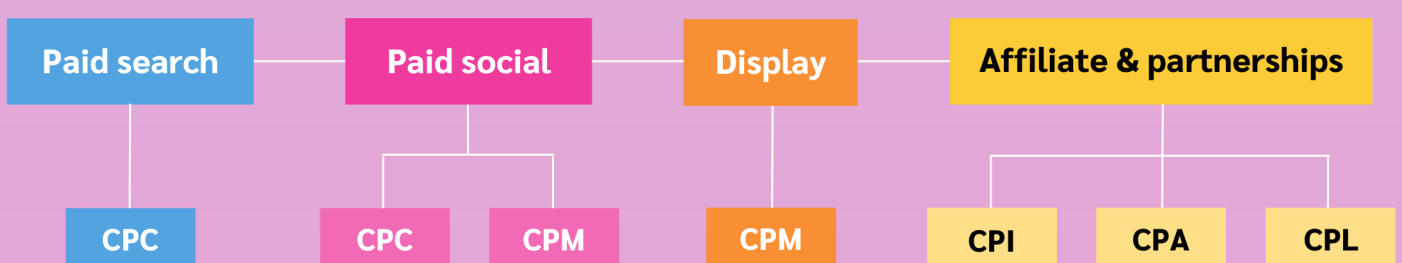 Paid search
Paid social
Display
Affiliate & partnerships
CPC
CPC
CPM
CPM
CPI
CPA
CPL